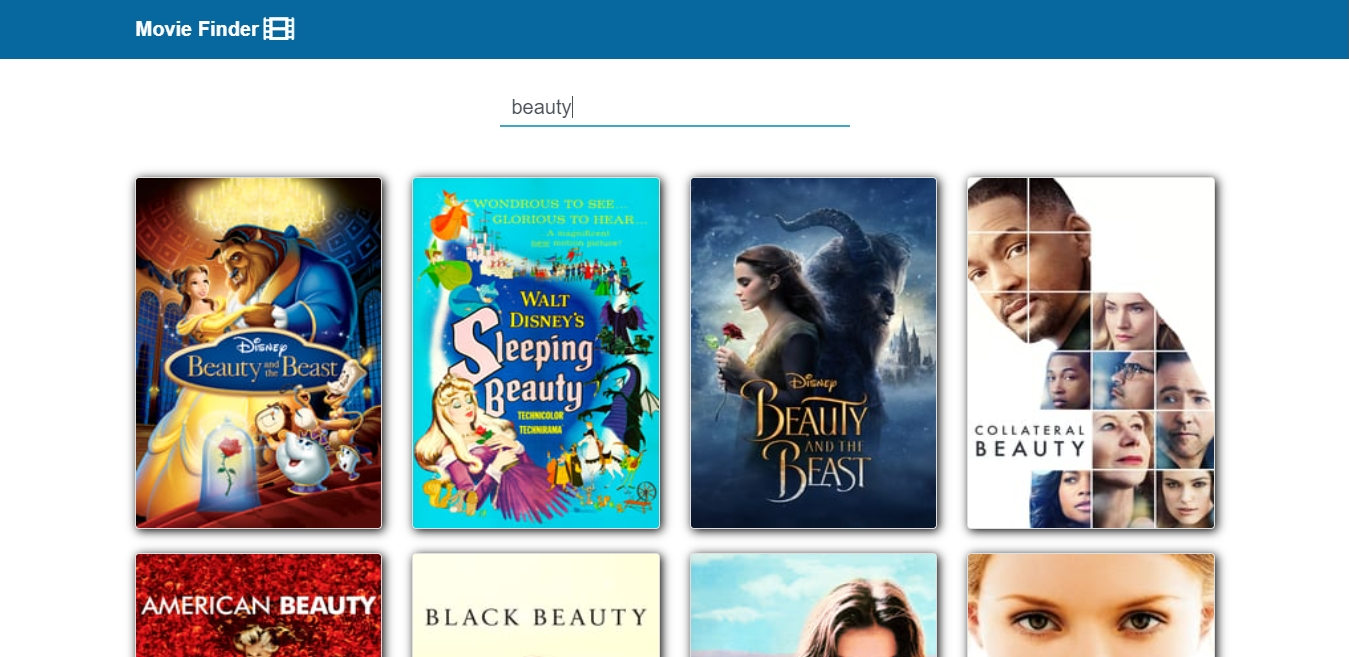 Movie Finder
beauty
Disney
Beauty and the Beast
WONDROUS TO SEE...
GLORIOUS TO HEAR...
A magnificent
new motion picture!
WALT
DISNEY'S
Sleeping
Beauty
TECHNICOLOR
TECHNIRAMA
Disney
BEAUTY
AND THE
BEAST
COLLATERAL
BEAUTY
AMERICAN BEAUTY
BLACK BEAUTY